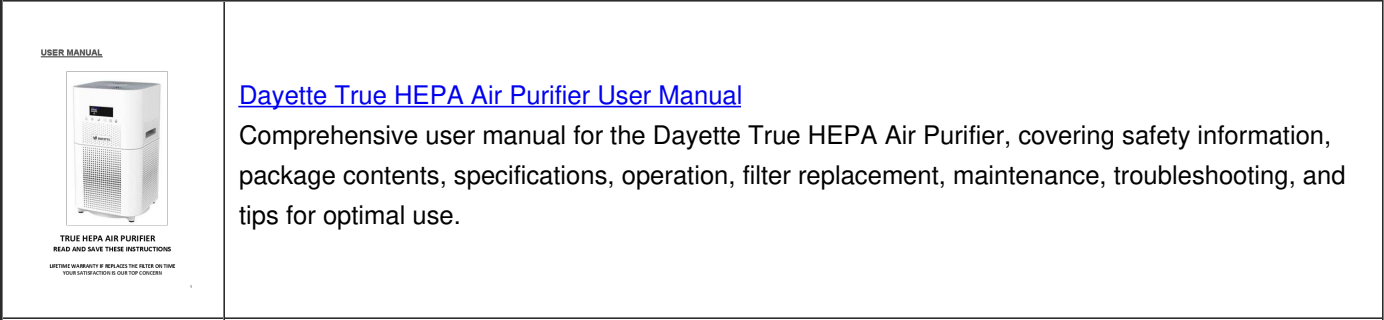 USER MANUAL
TRUE HEPA AIR PURIFIER
READ AND SAVE THESE INSTRUCTIONS
LIFETIME WARRANTY IF REPLACES THE FILTER ON TIME
YOUR SATISFACTION IS OUR TOP CONCERN
Dayette True HEPA Air Purifier User Manual
Comprehensive user manual for the Dayette True HEPA Air Purifier, covering safety information,
package contents, specifications, operation, filter replacement, maintenance, troubleshooting, and
tips for optimal use.